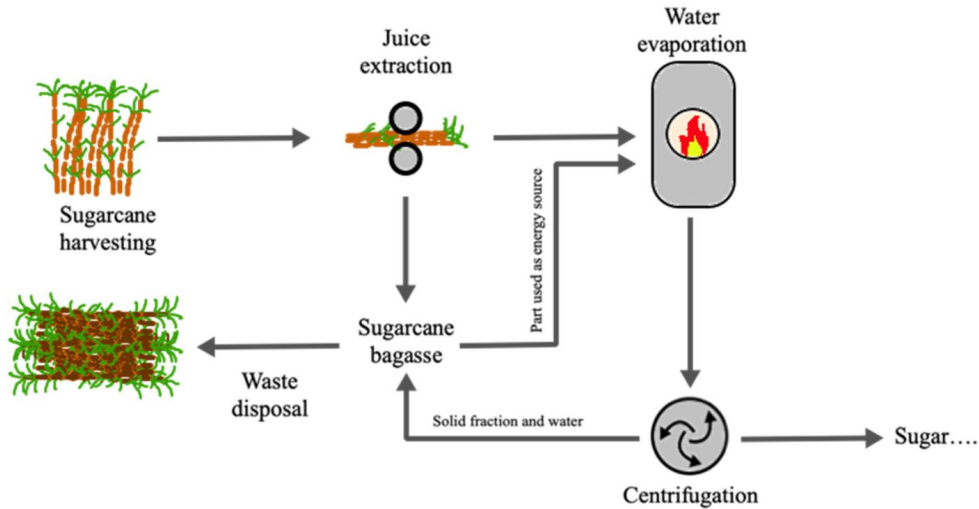 Water
evaporation
Juice
extraction
Sugarcane
harvesting
Part used as energy source
Sugarcane
bagasse
Waste
disposal
Solid fraction and water
Sugar….
Centrifugation